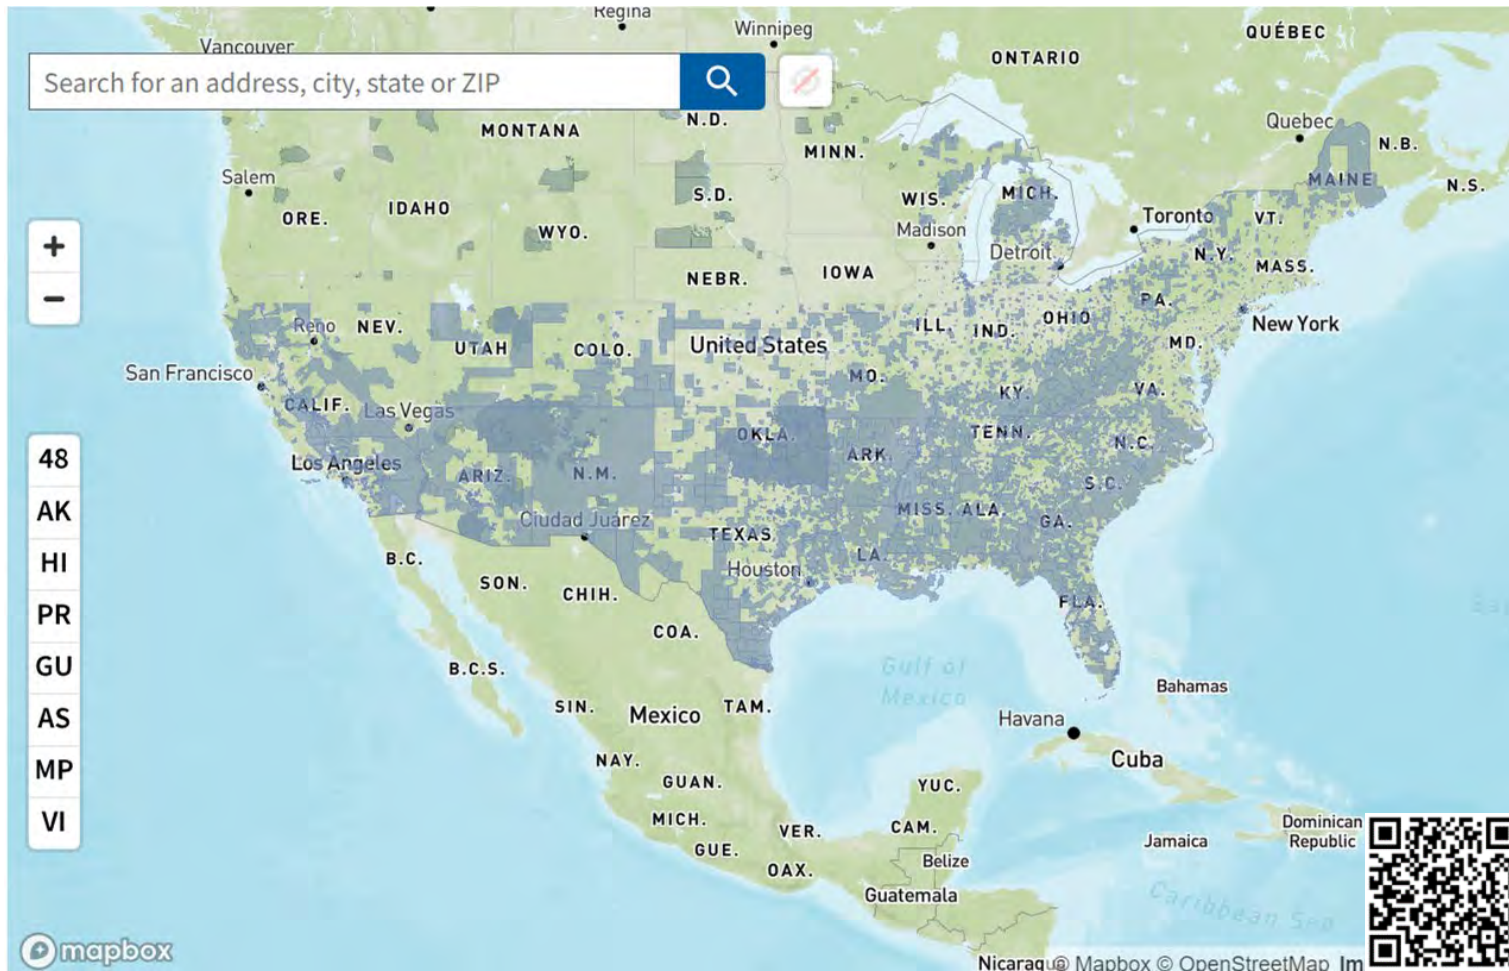 Regina
Winnipeg
QUÉBEC
Vancouver
ONTARIO
Search for an address, city, state or ZIP
N.D.
MONTANA
Quebec
N.B.
MINN.
Salem
MAINE
N.S.
S.D.
MICH.
WIS.
IDAHO
ORE.
Toronto
VT.
WYO.
Madison
+
Detroit
N.Y.
MASS.
NEBR.
IOWA
−
PA.
Reno
NEV.
ILL.
IND.
OHIO
New York
UTAH
COLO.
United States
MD.
San Francisco
MO.
KY.
VA.
CALIF.
Las Vegas
OKLA.
TENN.
N.C.
48
Los Angeles
ARIZ.
N.M.
ARK.
S.C.
AK
MISS.
ALA.
GA.
Ciudad Juárez
TEXAS
B.C.
LA.
HI
Houston
SON.
CHIH.
FLA.
PR
COA.
GU
B.C.S.
Gulf of
Mexico
Bahamas
AS
SIN.
Mexico
TAM.
Havana
MP
NAY.
Cuba
GUAN.
YUC.
VI
MICH.
VER.
CAM.
Dominican
Republic
Jamaica
GUE.
OAX.
Belize
Guatemala
Caribbean Sea
mapbox
Nicaragua
© Mapbox © OpenStreetMap Im